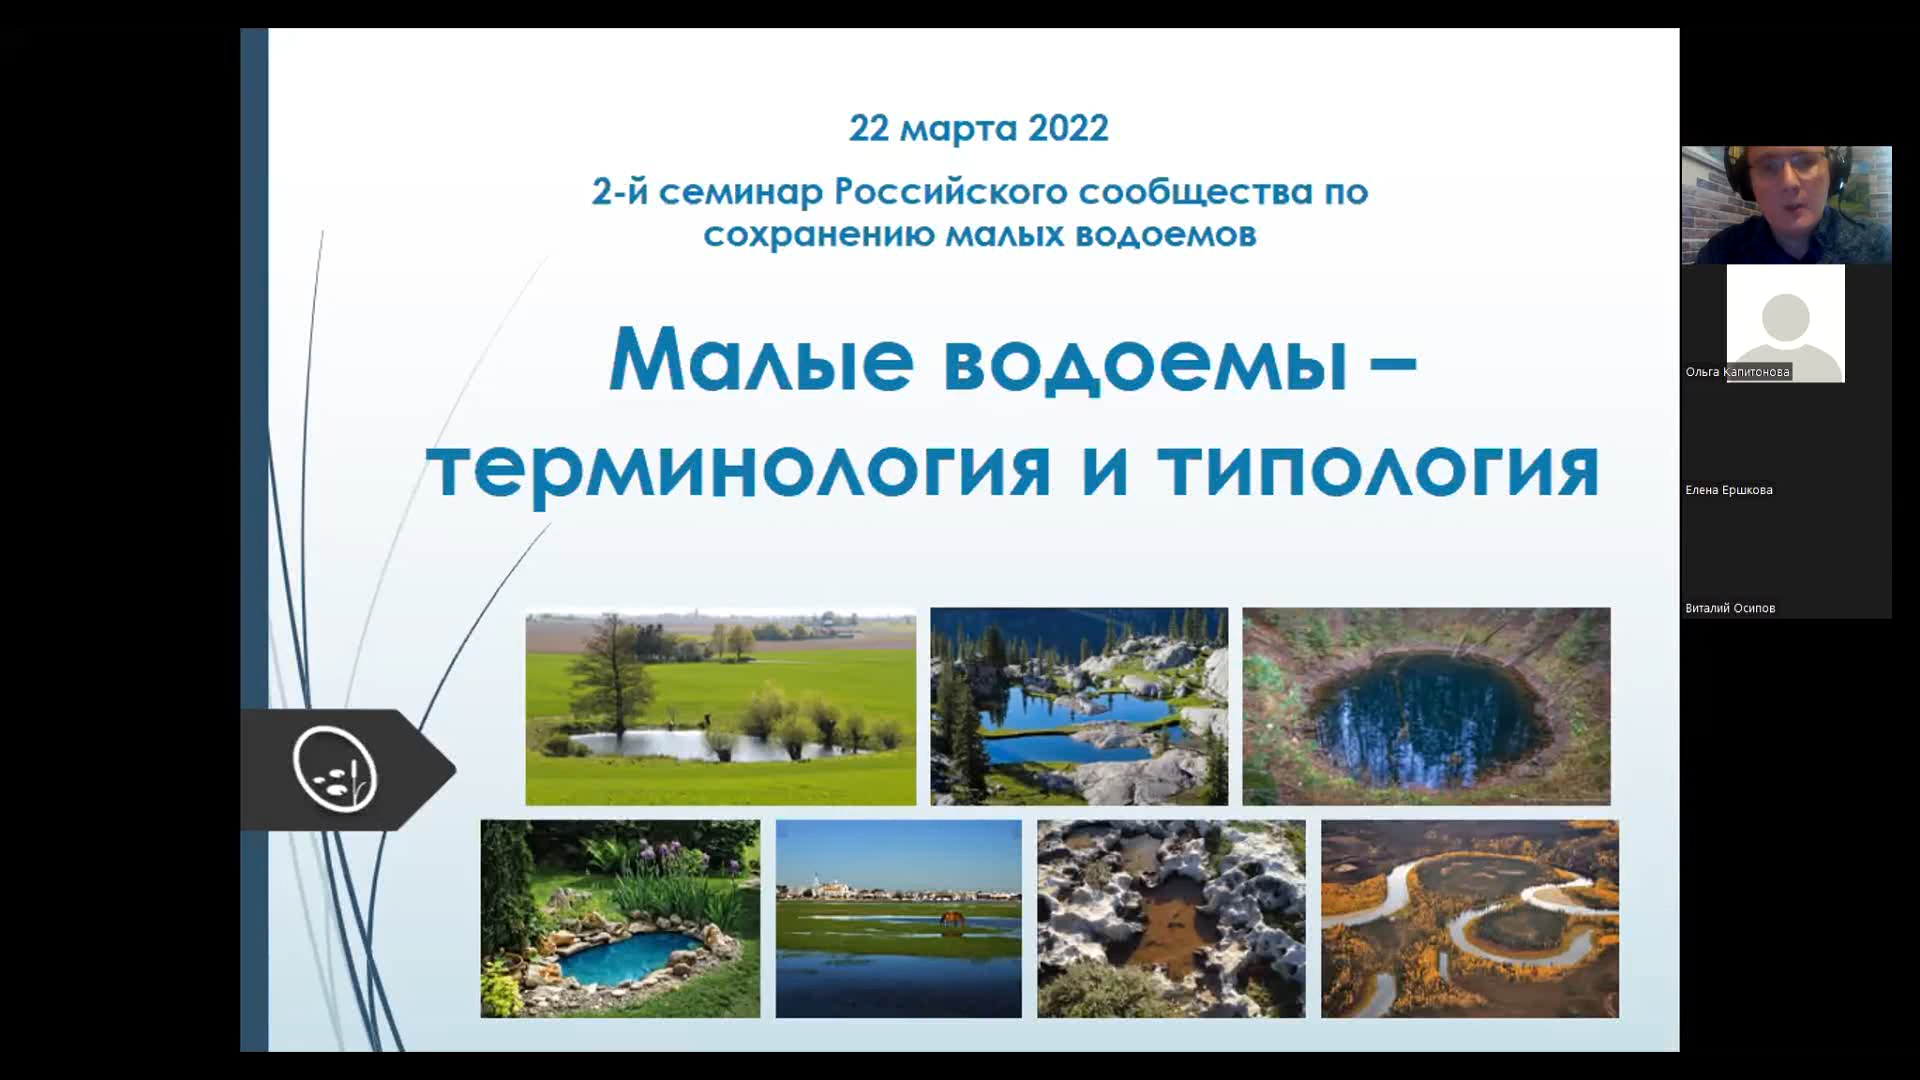 22 марта 2022
2-й семинар Российского сообщества по
сохранению малых водоемов
Малые водоемы –
терминология и типология
Ольга Капитонова
Елена Ершкова
Виталий Осипов